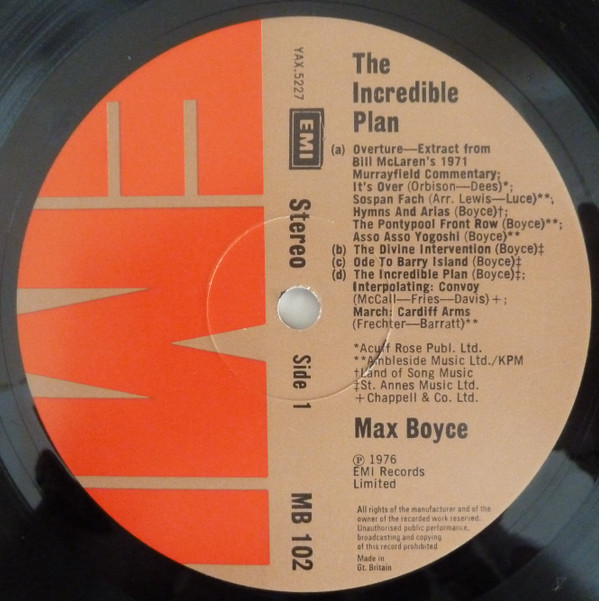 The
Incredible
Plan
(a) Overture—Extract from
Bill McLaren's 1971
Murrayfield Commentary;
It's Over (Orbison—Dees)*;
Sospan Fach (Arr. Lewis—Luce)**;
Hymns And Arias (Boyce)†;
The Pontypool Front Row (Boyce)**;
Asso Asso Yogoshi (Boyce)**
(b) The Divine Intervention (Boyce)‡
(c) Ode To Barry Island (Boyce)‡
(d) The Incredible Plan (Boyce)‡;
Interpolating: Convoy
(McCall—Fries—Davis)+;
March: Cardiff Arms
(Frechter—Barratt)**
*Acuff Rose Publ. Ltd.
**Ambleside Music Ltd./KPM
†Land of Song Music
‡St. Annes Music Ltd.
+Chappell & Co. Ltd.
Max Boyce
℗ 1976
EMI Records
Limited
All rights of the manufacturer and of the
owner of the recorded work reserved.
Unauthorised public performance,
broadcasting and copying
of this record prohibited
Made in
Gt. Britain
YAX.5227
EMI
Stereo
Side 1
MB 102
EMI